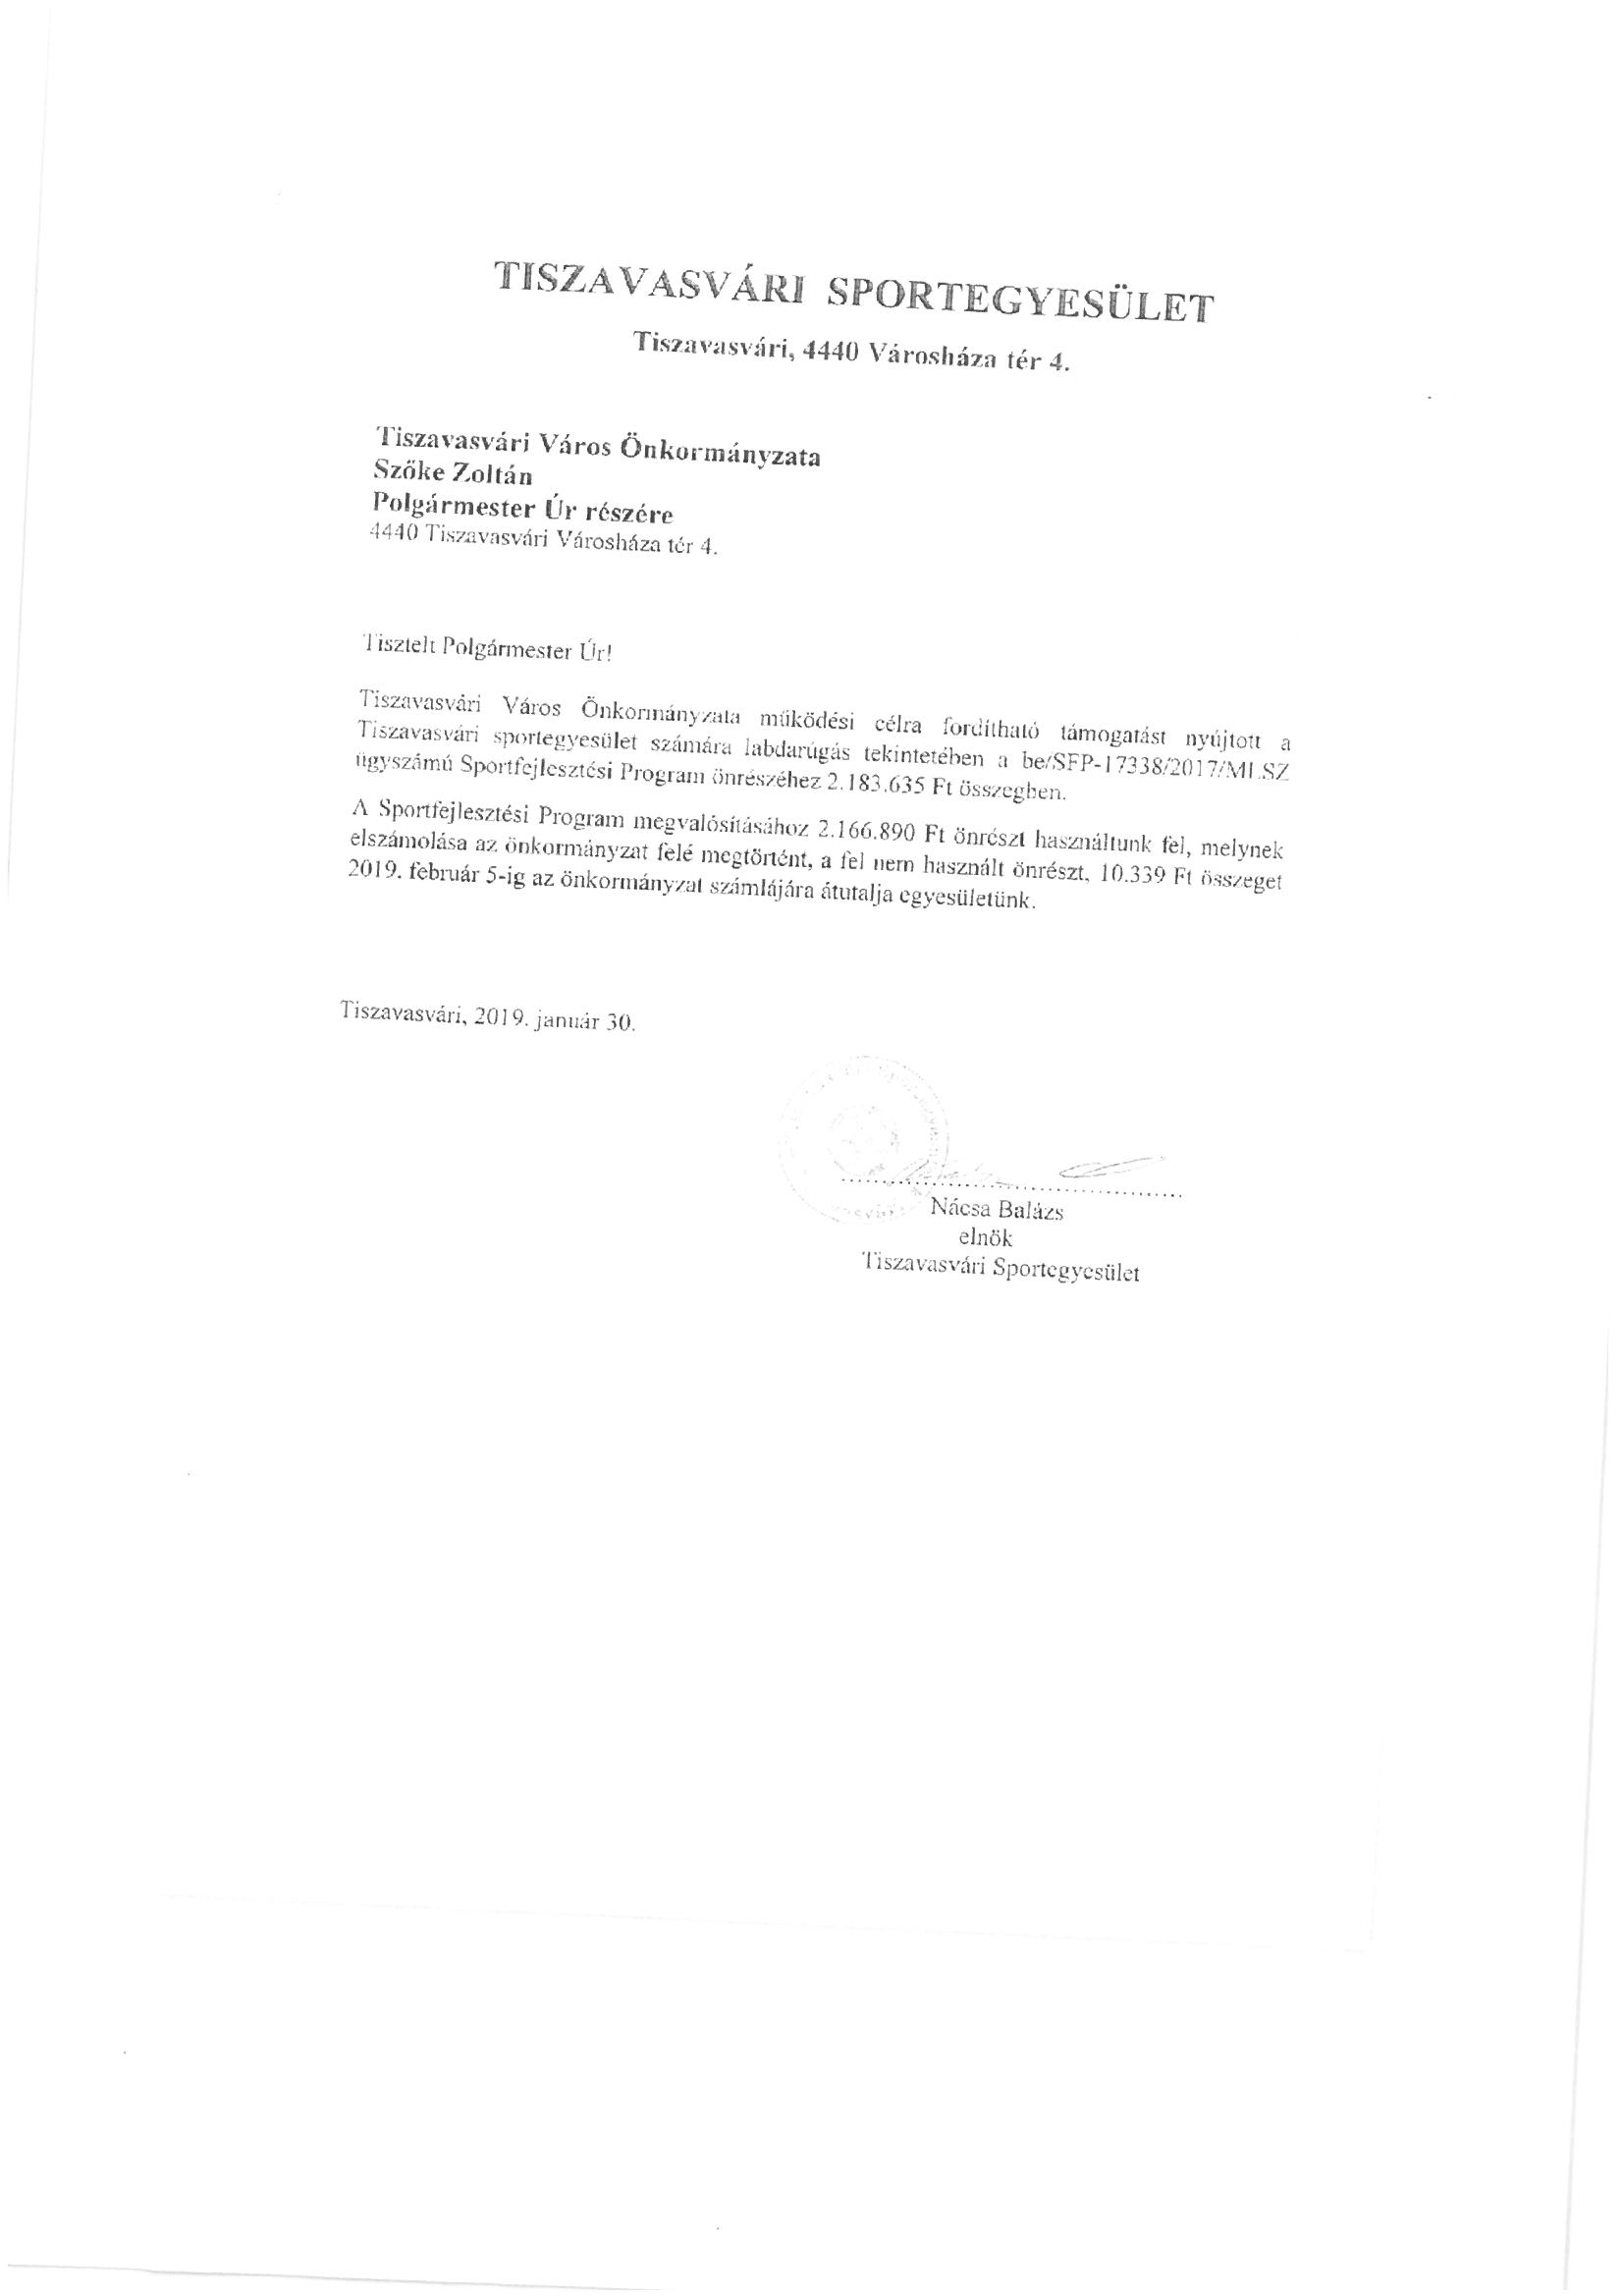 TISZAVASVÁRI SPORTEGYESÜLET
Tiszavasvári, 4440 Városháza tér 4.
Tiszavasvári Város Önkormányzata
Szőke Zoltán
Polgármester Úr részére
4440 Tiszavasvári Városháza tér 4.
Tisztelt Polgármester Úr!
Tiszavasvári Város Önkormányzata működési célra fordítható támogatást nyújtott a
Tiszavasvári sportegyesület számára labdarúgás tekintetében a be/SFP-17338/2017/MLSZ
ügyszámú Sportfejlesztési Program önrészéhez 2.183.635 Ft összegben.
A Sportfejlesztési Program megvalósításához 2.166.890 Ft önrészt használtunk fel, melynek
elszámolása az önkormányzat felé megtörtént, a fel nem használt önrészt, 10.339 Ft összeget
2019. február 5-ig az önkormányzat számlájára átutalja egyesületünk.
Tiszavasvári, 2019. január 30.
Nácsa Balázs
elnök
Tiszavasvári Sportegyesület